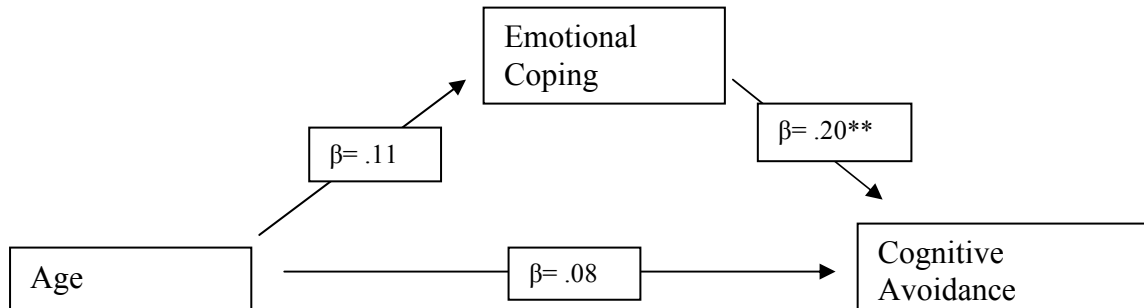 Emotional
Coping
β= .11
β= .20**
Age
β= .08
Cognitive
Avoidance